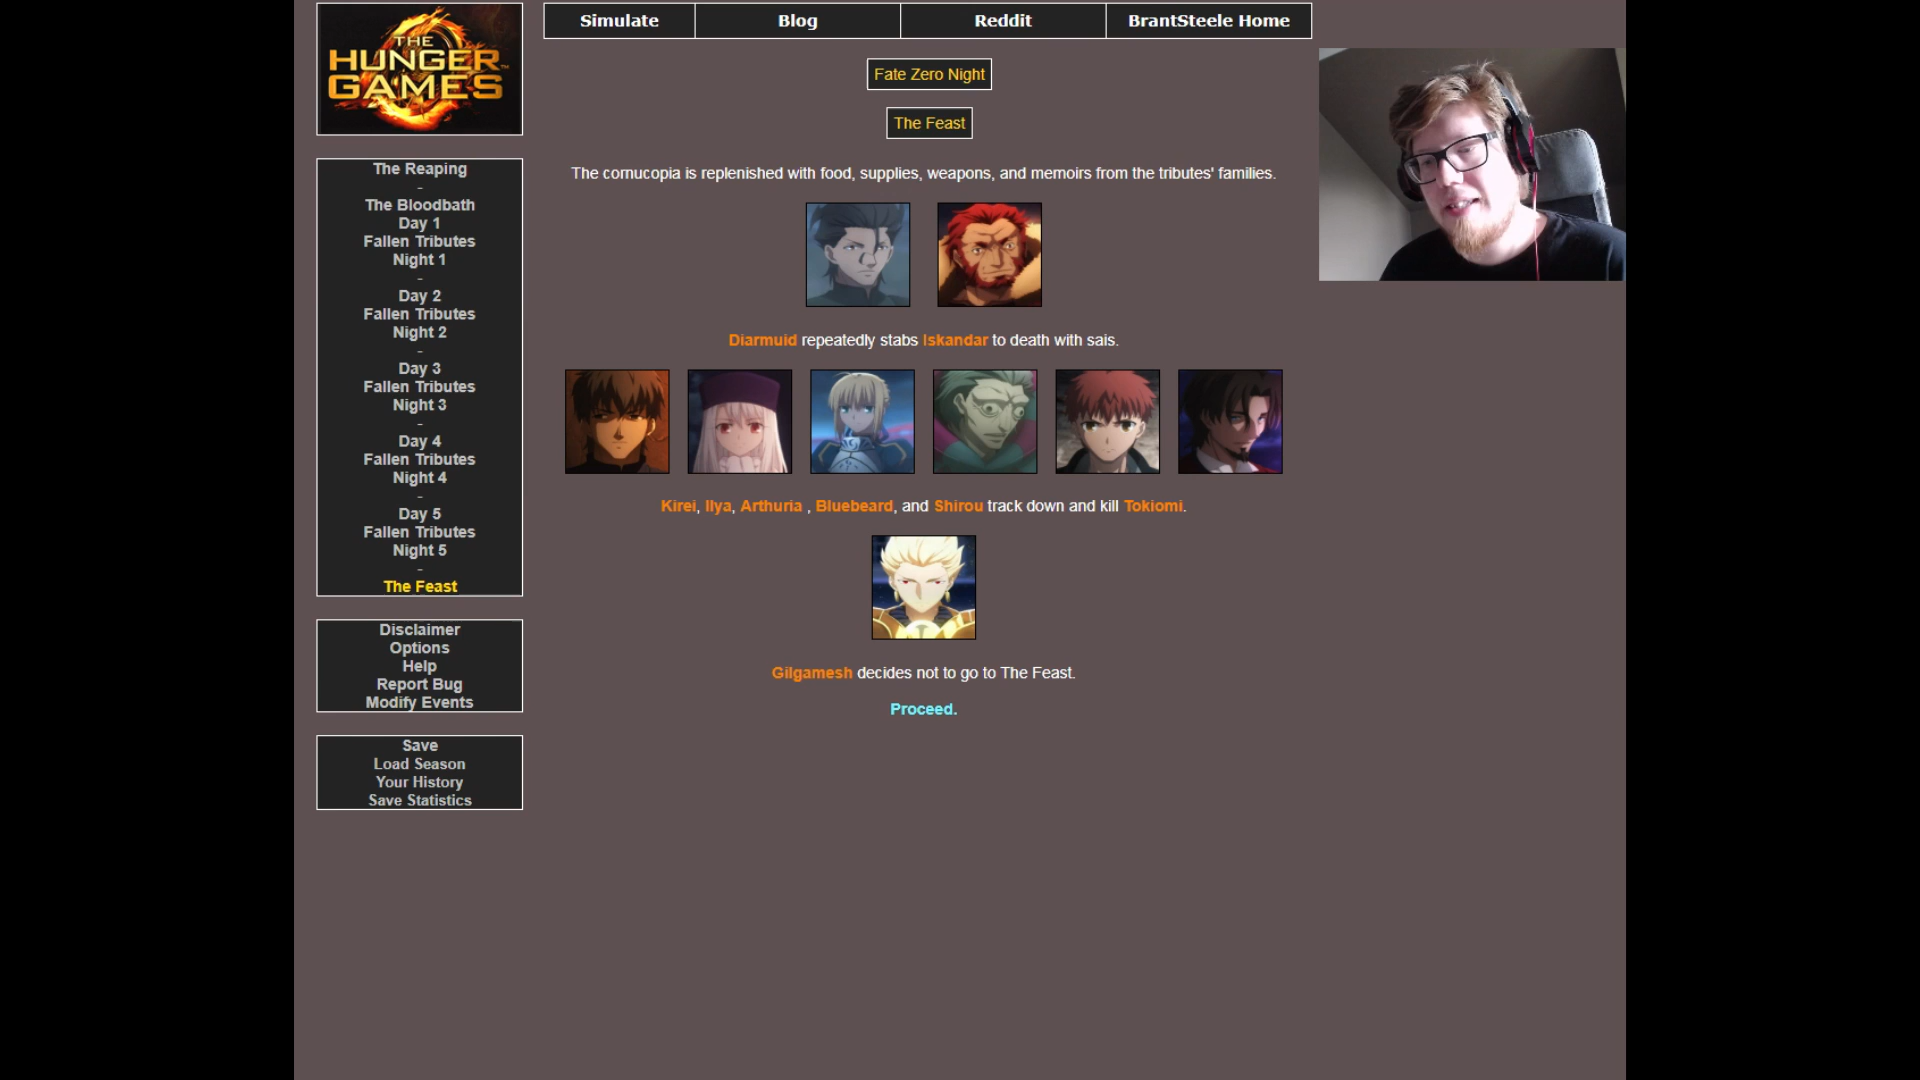 THE
HUNGER
GAMES
Simulate
Blog
Reddit
BrantSteele Home
Fate Zero Night
The Feast
The Reaping
-
The Bloodbath
Day 1
Fallen Tributes
Night 1
-
Day 2
Fallen Tributes
Night 2
-
Day 3
Fallen Tributes
Night 3
-
Day 4
Fallen Tributes
Night 4
-
Day 5
Fallen Tributes
Night 5
-
The Feast
Disclaimer
Options
Help
Report Bug
Modify Events
Save
Load Season
Your History
Save Statistics
The cornucopia is replenished with food, supplies, weapons, and memoirs from the tributes' families.
Diarmuid repeatedly stabs Iskandar to death with sais.
Kirei, Ilya, Arthuria , Bluebeard, and Shirou track down and kill Tokiomi.
Gilgamesh decides not to go to The Feast.
Proceed.